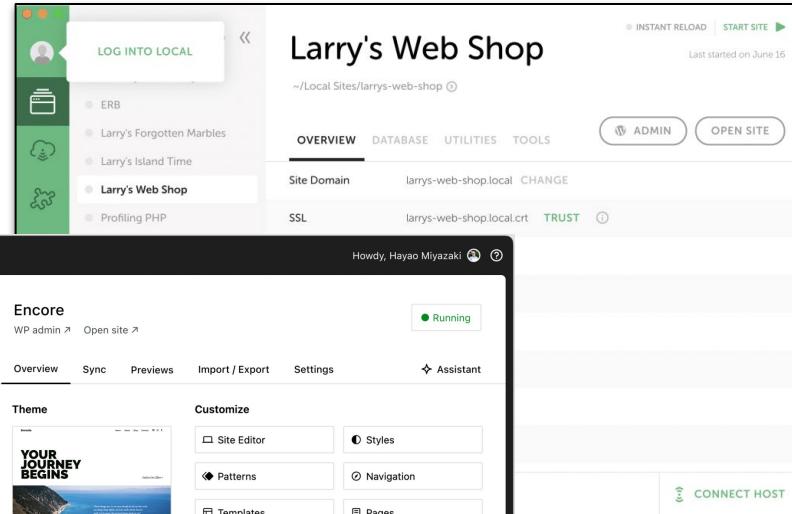 INSTANT RELOAD START SITE
LOG INTO LOCAL
Larry's Web Shop
Last started on June 16
~/Local Sites/larrys-web-shop
ERB
Larry's Forgotten Marbles
Larry's Island Time
Larry's Web Shop
Profiling PHP
ADMIN OPEN SITE
OVERVIEW DATABASE UTILITIES TOOLS
Site Domain larrys-web-shop.local CHANGE
SSL larrys-web-shop.local.crt TRUST
Howdy, Hayao Miyazaki
Encore
WP admin ↗ Open site ↗
Running
Overview Sync Previews Import / Export Settings Assistant
Theme Customize
YOUR
JOURNEY
BEGINS
Site Editor Styles
Patterns Navigation
Templates Pages
CONNECT HOST